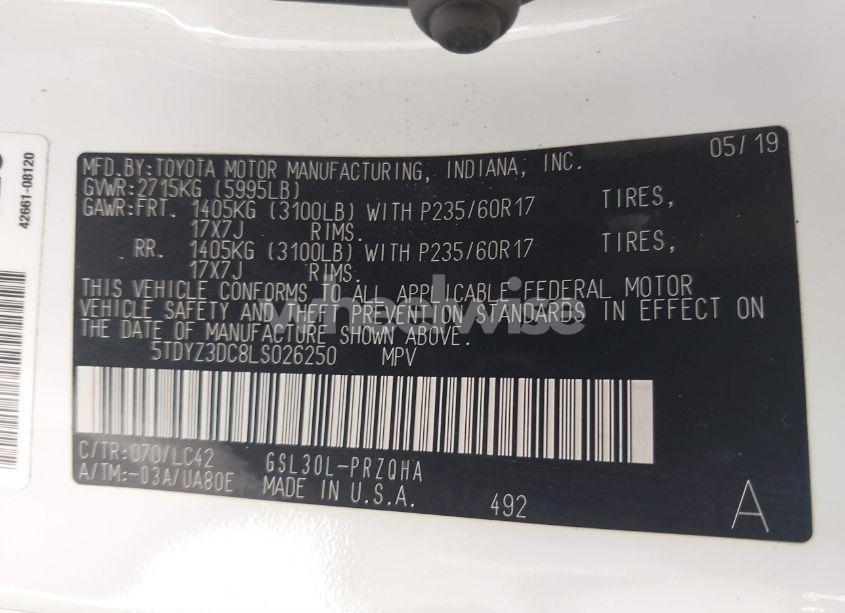 42661-08120
05/19
MFD.BY:TOYOTA MOTOR MANUFACTURING, INDIANA, INC.
GVWR:2715KG (5995LB)
GAWR:FRT. 1405KG (3100LB) WITH P235/60R17 TIRES,
17X7J RIMS.
RR. 1405KG (3100LB) WITH P235/60R17 TIRES,
17X7J RIMS.
THIS VEHICLE CONFORMS TO ALL APPLICABLE FEDERAL MOTOR
VEHICLE SAFETY AND THEFT PREVENTION STANDARDS IN EFFECT ON
THE DATE OF MANUFACTURE SHOWN ABOVE.
5TDYZ3DC8LS026250 MPV
C/TR:070/LC42 GSL30L-PRZQHA
A/TM:-03A/UA80E MADE IN U.S.A. 492 A